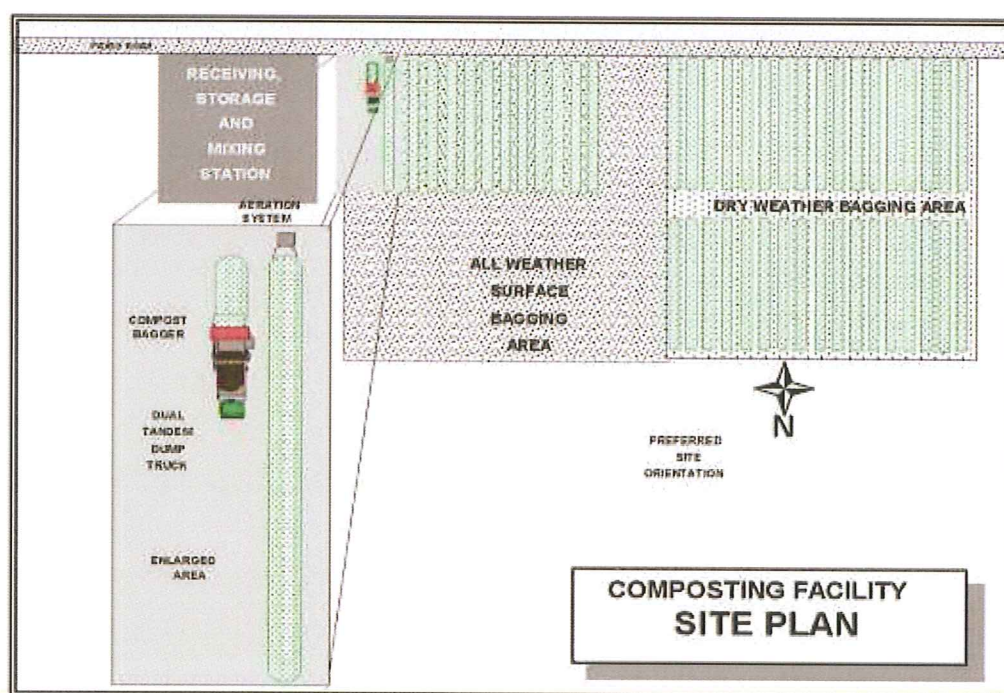 RECEIVING,
STORAGE
AND
MIXING
STATION
AERATION
SYSTEM
DRY WEATHER BAGGING AREA
ALL WEATHER
SURFACE
BAGGING
AREA
COMPOST
BAGGER
DUAL
TANDEM
DUMP
TRUCK
N
PREFERRED
SITE
ORIENTATION
ENLARGED
AREA
COMPOSTING FACILITY
SITE PLAN